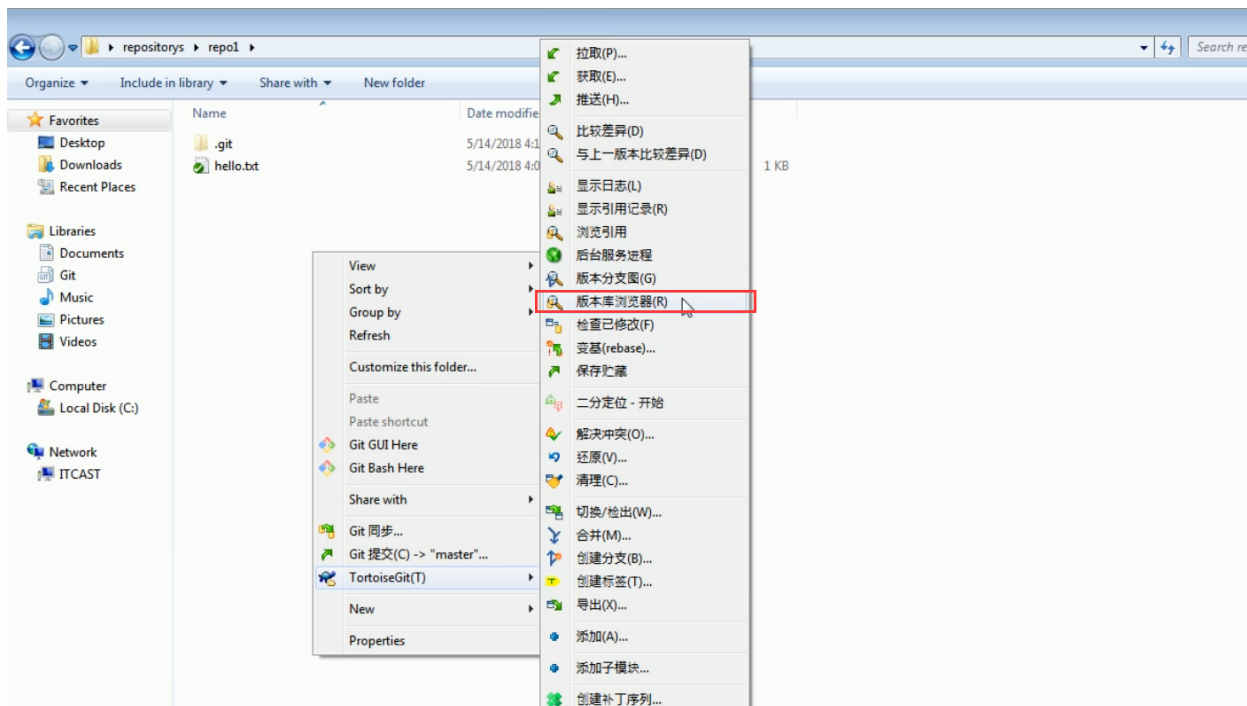 repositorys
repo1
Search re
Organize
Include in library
Share with
New folder
Favorites
Desktop
Downloads
Recent Places
Libraries
Documents
Git
Music
Pictures
Videos
Computer
Local Disk (C:)
Network
ITCAST
Name
Date modifie
.git
5/14/2018 4:1
hello.txt
5/14/2018 4:0
1 KB
View
Sort by
Group by
Refresh
Customize this folder...
Paste
Paste shortcut
Git GUI Here
Git Bash Here
Share with
Git 同步...
Git 提交(C) -> "master"...
TortoiseGit(T)
New
Properties
拉取(P)...
获取(E)...
推送(H)...
比较差异(D)
与上一版本比较差异(D)
显示日志(L)
显示引用记录(R)
浏览引用
后台服务进程
版本分支图(G)
版本库浏览器(R)
检查已修改(F)
变基(rebase)...
保存贮藏
二分定位 - 开始
解决冲突(O)...
还原(V)...
清理(C)...
切换/检出(W)...
合并(M)...
创建分支(B)...
创建标签(T)...
导出(X)...
添加(A)...
添加子模块...
创建补丁序列...